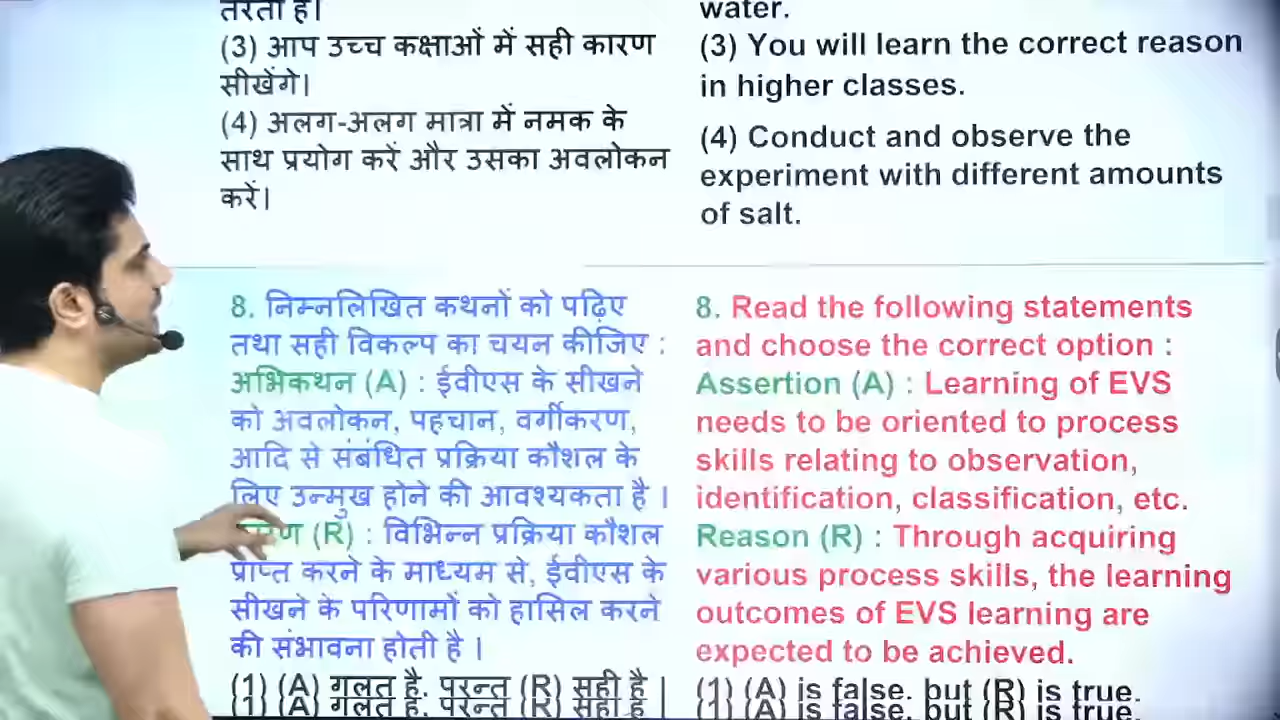 तैरता है।
(3) आप उच्च कक्षाओं में सही कारण
सीखेंगे।
(4) अलग-अलग मात्रा में नमक के
साथ प्रयोग करें और उसका अवलोकन
करें।
8. निम्नलिखित कथनों को पढ़िए
तथा सही विकल्प का चयन कीजिए :
अभिकथन (A) : ईवीएस के सीखने
को अवलोकन, पहचान, वर्गीकरण,
आदि से संबंधित प्रक्रिया कौशल के
लिए उन्मुख होने की आवश्यकता है ।
(R) : विभिन्न प्रक्रिया कौशल
प्राप्त करने के माध्यम से, ईवीएस के
सीखने के परिणामों को हासिल करने
की संभावना होती है ।
(1) (A) गलत है, परन्तु (R) सही है |
water.
(3) You will learn the correct reason
in higher classes.
(4) Conduct and observe the
experiment with different amounts
of salt.
8. Read the following statements
and choose the correct option :
Assertion (A) : Learning of EVS
needs to be oriented to process
skills relating to observation,
identification, classification, etc.
Reason (R) : Through acquiring
various process skills, the learning
outcomes of EVS learning are
expected to be achieved.
(1) (A) is false, but (R) is true.